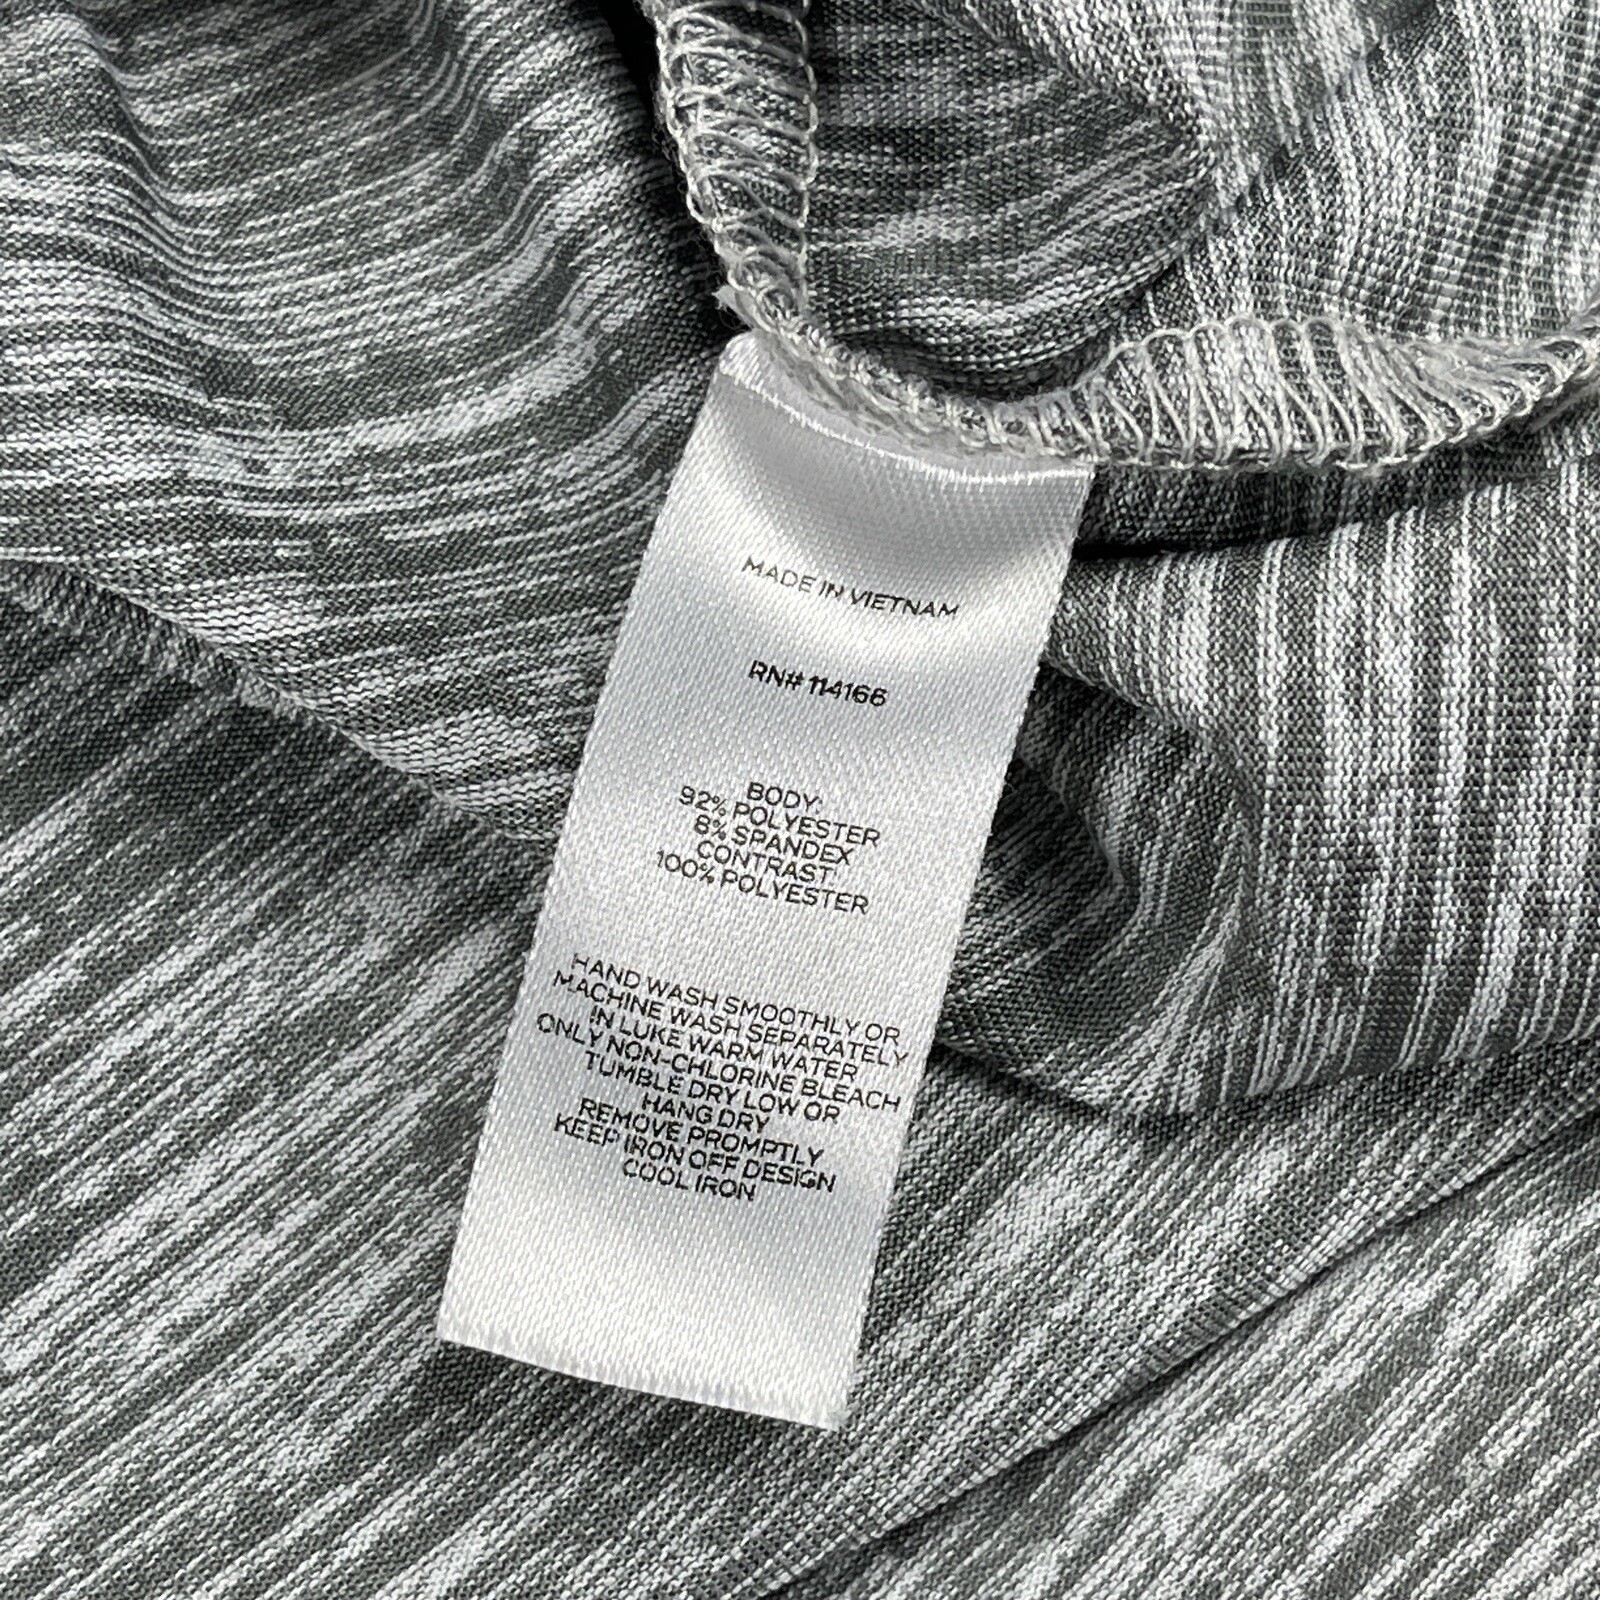 MADE IN VIETNAM
RN# 114166
BODY:
92% POLYESTER
8% SPANDEX
CONTRAST
100% POLYESTER
HAND WASH SMOOTHLY OR
MACHINE WASH SEPARATELY
IN LUKE WARM WATER
ONLY NON-CHLORINE BLEACH
TUMBLE DRY LOW OR
HANG DRY
REMOVE PROMPTLY
KEEP IRON OFF DESIGN
COOL IRON